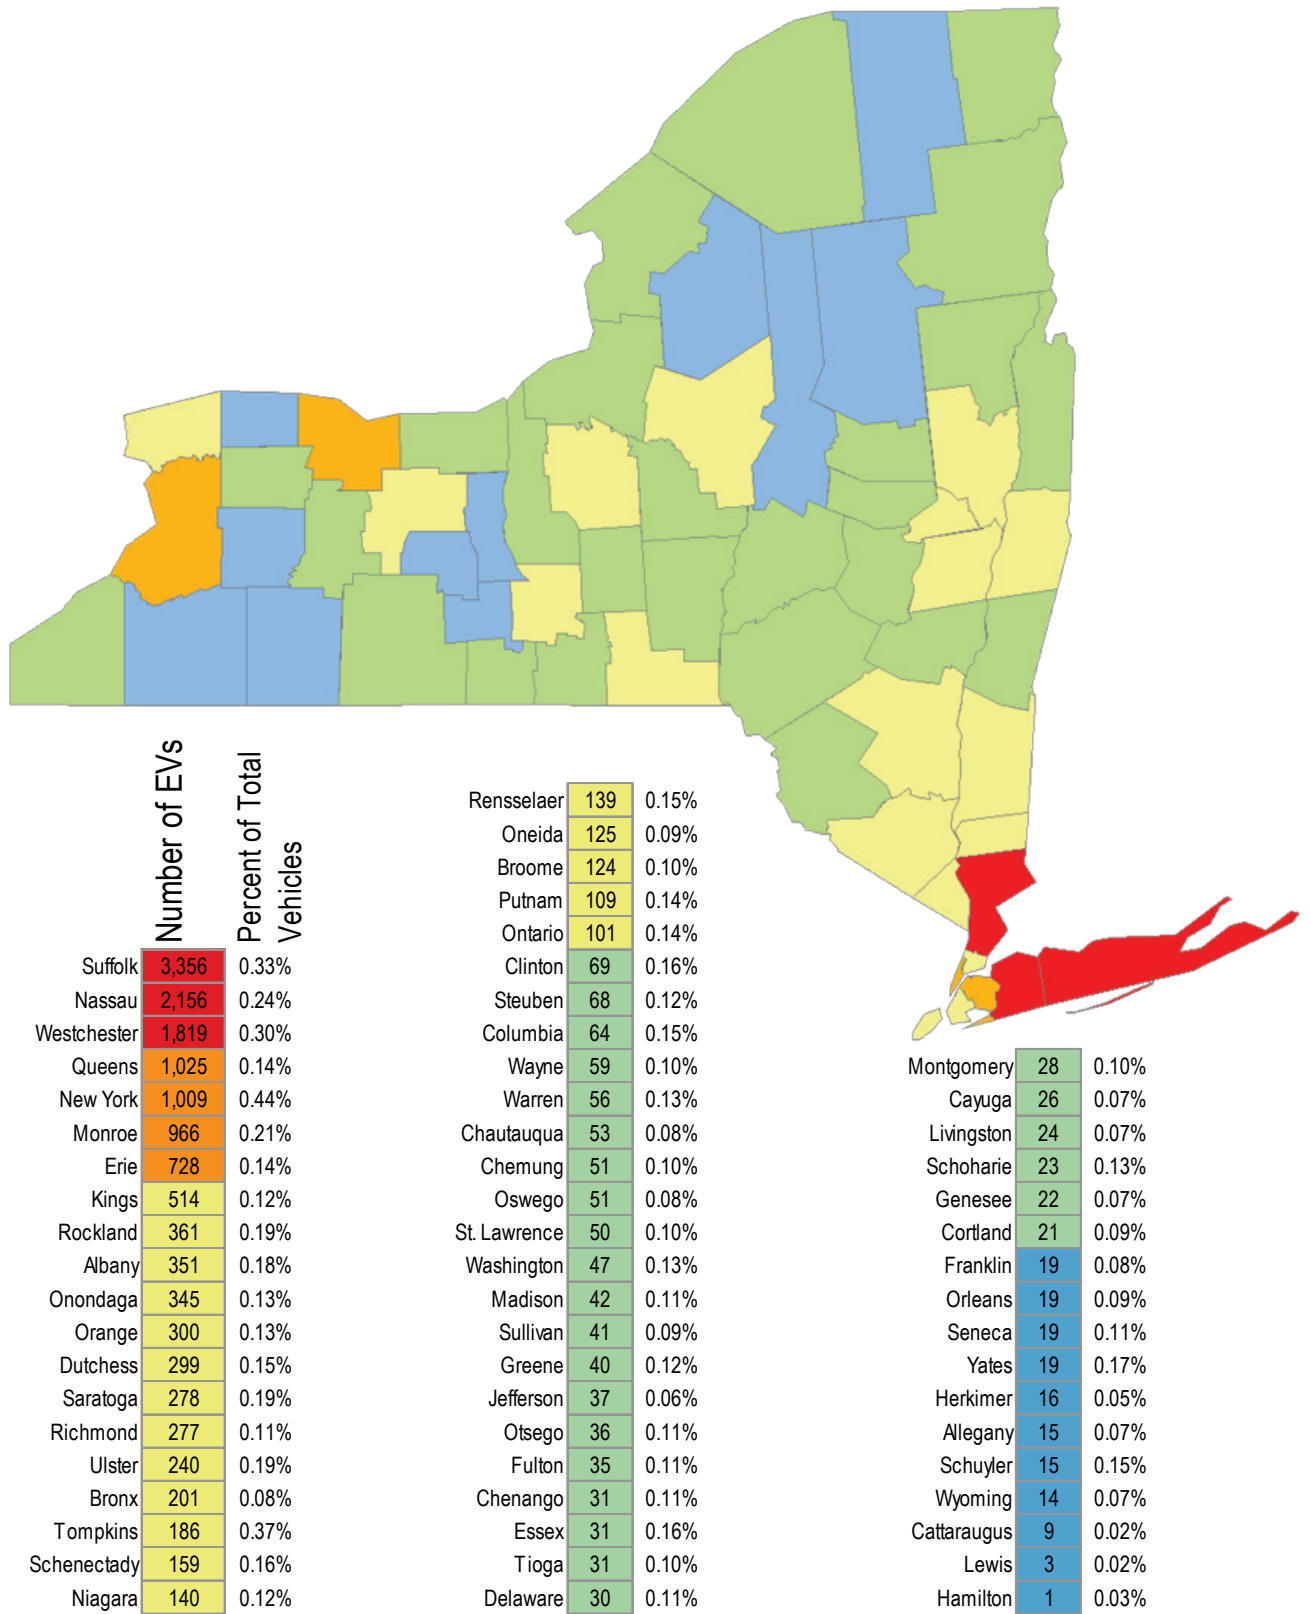 Number of EVs
Percent of Total
Vehicles
Suffolk 3,356 0.33%
Nassau 2,156 0.24%
Westchester 1,819 0.30%
Queens 1,025 0.14%
New York 1,009 0.44%
Monroe 966 0.21%
Erie 728 0.14%
Kings 514 0.12%
Rockland 361 0.19%
Albany 351 0.18%
Onondaga 345 0.13%
Orange 300 0.13%
Dutchess 299 0.15%
Saratoga 278 0.19%
Richmond 277 0.11%
Ulster 240 0.19%
Bronx 201 0.08%
Tompkins 186 0.37%
Schenectady 159 0.16%
Niagara 140 0.12%
Rensselaer 139 0.15%
Oneida 125 0.09%
Broome 124 0.10%
Putnam 109 0.14%
Ontario 101 0.14%
Clinton 69 0.16%
Steuben 68 0.12%
Columbia 64 0.15%
Wayne 59 0.10%
Warren 56 0.13%
Chautauqua 53 0.08%
Chemung 51 0.10%
Oswego 51 0.08%
St. Lawrence 50 0.10%
Washington 47 0.13%
Madison 42 0.11%
Sullivan 41 0.09%
Greene 40 0.12%
Jefferson 37 0.06%
Otsego 36 0.11%
Fulton 35 0.11%
Chenango 31 0.11%
Essex 31 0.16%
Tioga 31 0.10%
Delaware 30 0.11%
Montgomery 28 0.10%
Cayuga 26 0.07%
Livingston 24 0.07%
Schoharie 23 0.13%
Genesee 22 0.07%
Cortland 21 0.09%
Franklin 19 0.08%
Orleans 19 0.09%
Seneca 19 0.11%
Yates 19 0.17%
Herkimer 16 0.05%
Allegany 15 0.07%
Schuyler 15 0.15%
Wyoming 14 0.07%
Cattaraugus 9 0.02%
Lewis 3 0.02%
Hamilton 1 0.03%